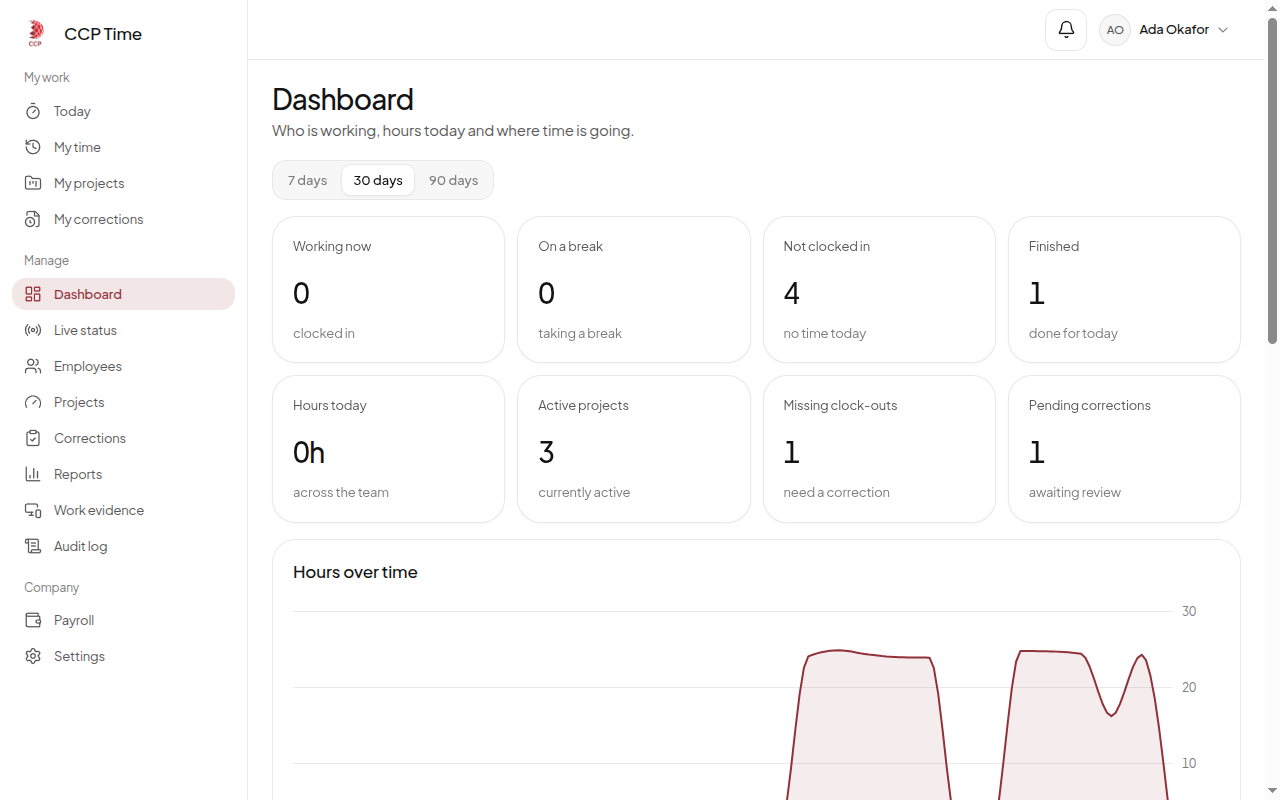 CCP
CCP Time
AO
Ada Okafor
My work
Today
My time
My projects
My corrections
Manage
Dashboard
Live status
Employees
Projects
Corrections
Reports
Work evidence
Audit log
Company
Payroll
Settings
Dashboard
Who is working, hours today and where time is going.
7 days
30 days
90 days
Working now
0
clocked in
On a break
0
taking a break
Not clocked in
4
no time today
Finished
1
done for today
Hours today
0h
across the team
Active projects
3
currently active
Missing clock-outs
1
need a correction
Pending corrections
1
awaiting review
Hours over time
30
20
10